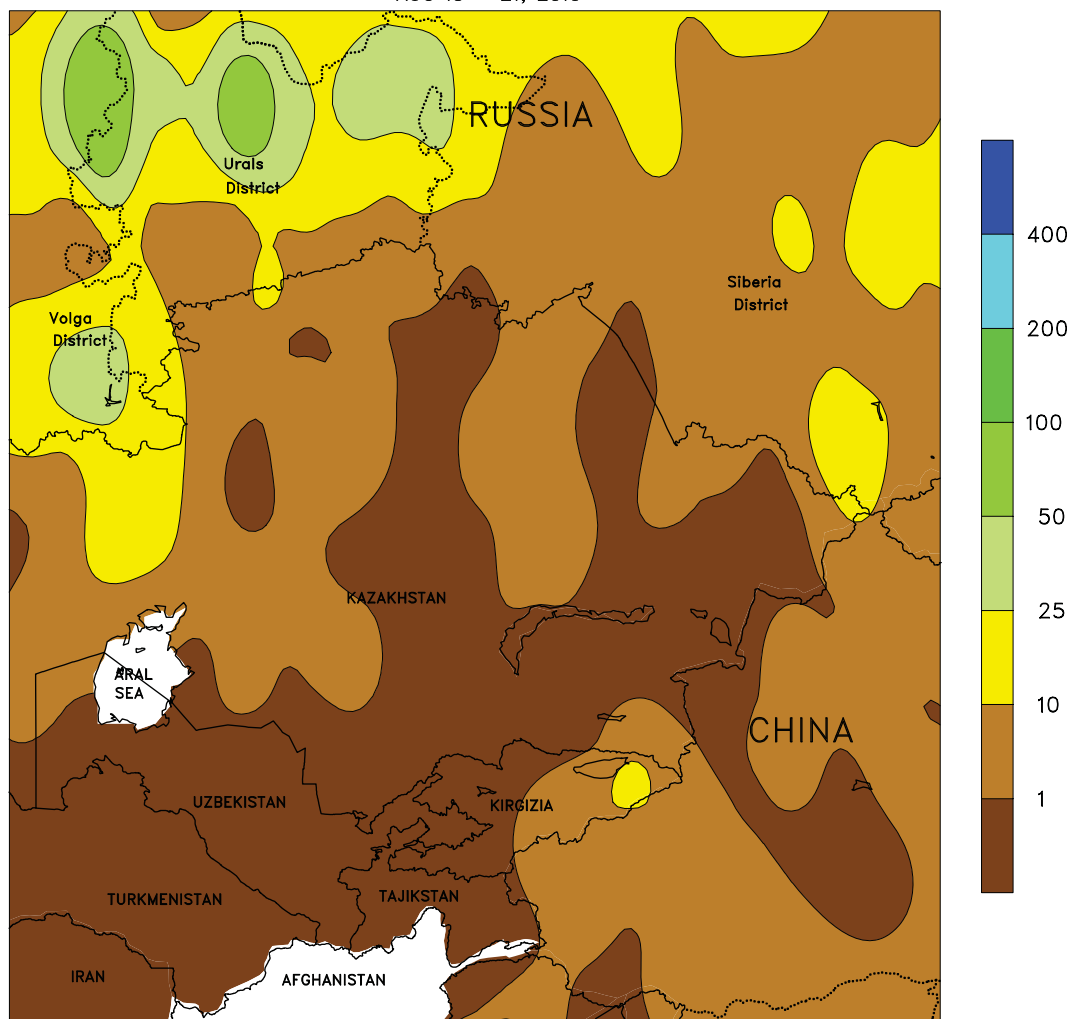 RUSSIA
Urals
District
400
Siberia
District
Volga
District
200
100
50
KAZAKHSTAN
25
ARAL
SEA
10
CHINA
UZBEKISTAN
KIRGIZIA
1
TURKMENISTAN
TAJIKSTAN
IRAN
AFGHANISTAN